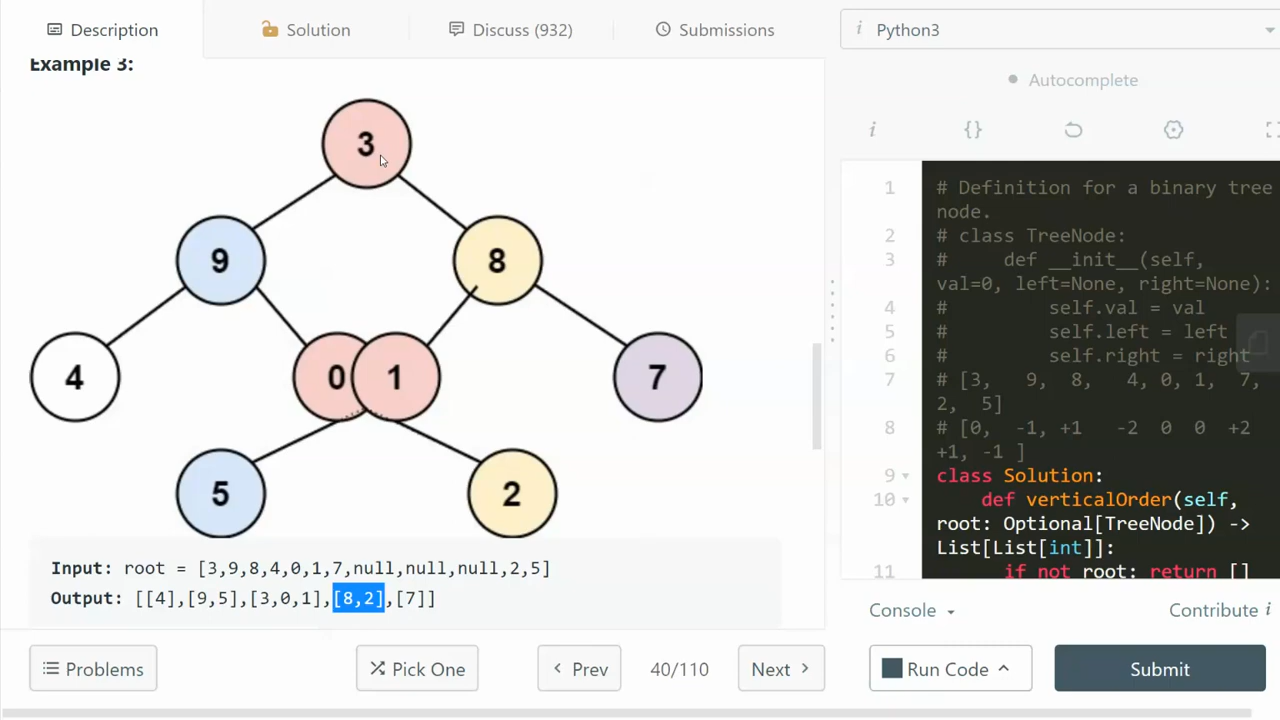 Description
Solution
Discuss (932)
Submissions
i Python3
Example 3:
Autocomplete
i {}
3
9 8
4 0 1 7
5 2
Input: root = [3,9,8,4,0,1,7,null,null,null,2,5]
Output: [[4],[9,5],[3,0,1],[8,2],[7]]
1 # Definition for a binary tree
node.
2 # class TreeNode:
3 # def __init__(self,
val=0, left=None, right=None):
4 # self.val = val
5 # self.left = left
6 # self.right = right
7 # [3, 9, 8, 4, 0, 1, 7,
2, 5]
8 # [0, -1, +1 -2 0 0 +2
+1, -1 ]
9 class Solution:
10 def verticalOrder(self,
root: Optional[TreeNode]) ->
List[List[int]]:
11 if not root: return []
Console
Contribute i
Problems
Pick One
< Prev
40/110
Next >
Run Code
Submit